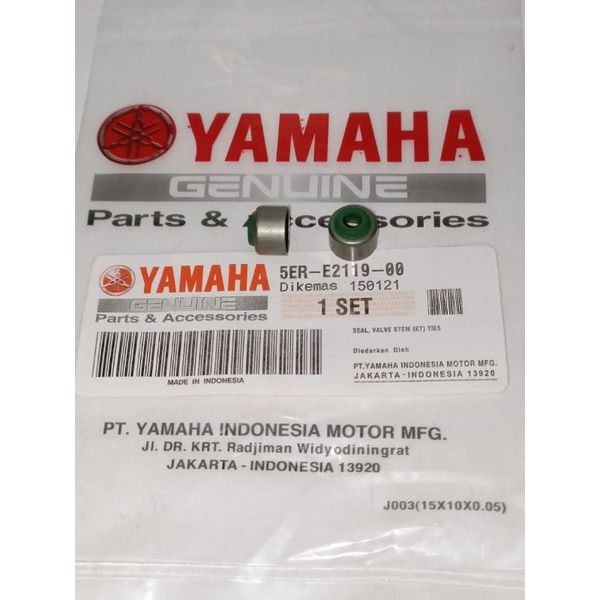 YAMAHA
GENUINE
Parts & Accessories
YAMAHA
GENUINE
Parts & Accessories
MADE IN INDONESIA
5ER-E2119-00
Dikemas 150121
1 SET
SEAL, VALVE STEM (KT) TIES
Diedarkan Oleh
PT.YAMAHA INDONESIA MOTOR MFG.
JAKARTA - INDONESIA 13920
PT. YAMAHA INDONESIA MOTOR MFG.
Jl. DR. KRT. Radjiman Widyodiningrat
JAKARTA - INDONESIA 13920
J003(15X10X0.05)